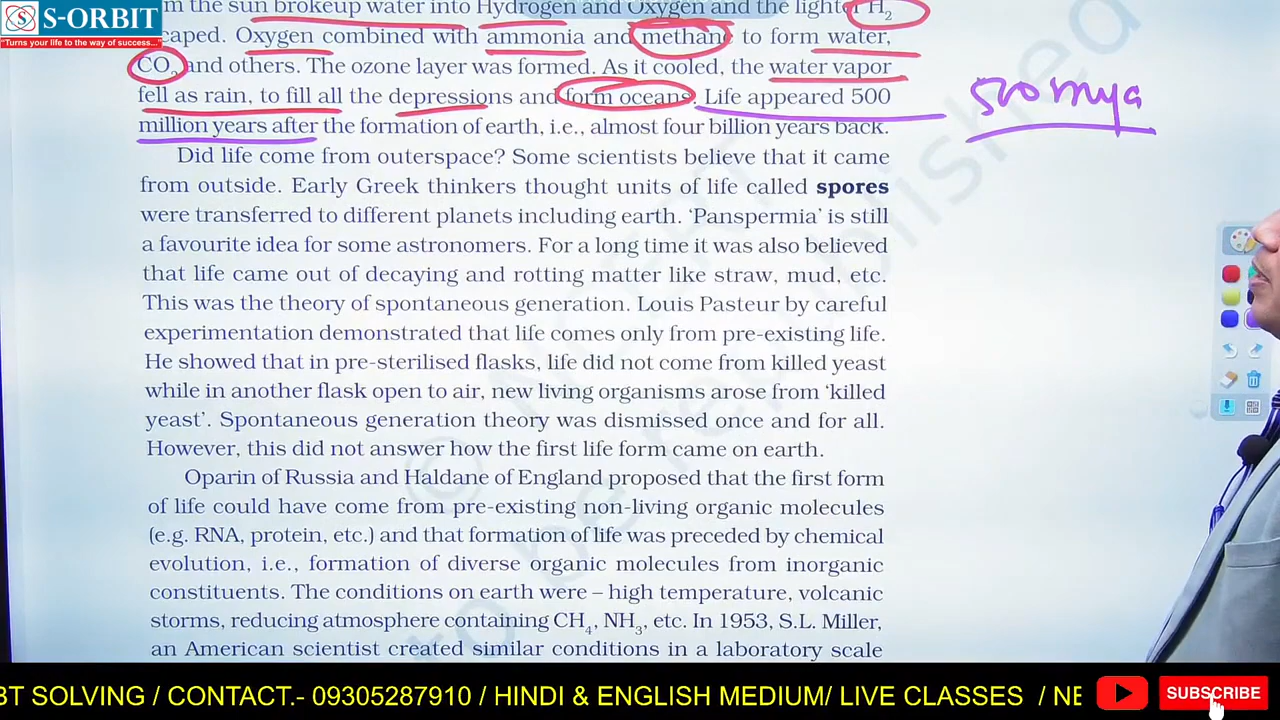 S-ORBIT
"Turns your life to the way of success..."
the sun brokeup water into Hydrogen and Oxygen and the lighter H₂
caped. Oxygen combined with ammonia and methane to form water,
CO₂ and others. The ozone layer was formed. As it cooled, the water vapor
fell as rain, to fill all the depressions and form oceans. Life appeared 500
million years after the formation of earth, i.e., almost four billion years back.
500 mya
Did life come from outerspace? Some scientists believe that it came
from outside. Early Greek thinkers thought units of life called spores
were transferred to different planets including earth. ‘Panspermia’ is still
a favourite idea for some astronomers. For a long time it was also believed
that life came out of decaying and rotting matter like straw, mud, etc.
This was the theory of spontaneous generation. Louis Pasteur by careful
experimentation demonstrated that life comes only from pre-existing life.
He showed that in pre-sterilised flasks, life did not come from killed yeast
while in another flask open to air, new living organisms arose from ‘killed
yeast’. Spontaneous generation theory was dismissed once and for all.
However, this did not answer how the first life form came on earth.
Oparin of Russia and Haldane of England proposed that the first form
of life could have come from pre-existing non-living organic molecules
(e.g. RNA, protein, etc.) and that formation of life was preceded by chemical
evolution, i.e., formation of diverse organic molecules from inorganic
constituents. The conditions on earth were – high temperature, volcanic
storms, reducing atmosphere containing CH₄, NH₃, etc. In 1953, S.L. Miller,
an American scientist created similar conditions in a laboratory scale
BT SOLVING / CONTACT.- 09305287910 / HINDI & ENGLISH MEDIUM/ LIVE CLASSES / NE
SUBSCRIBE